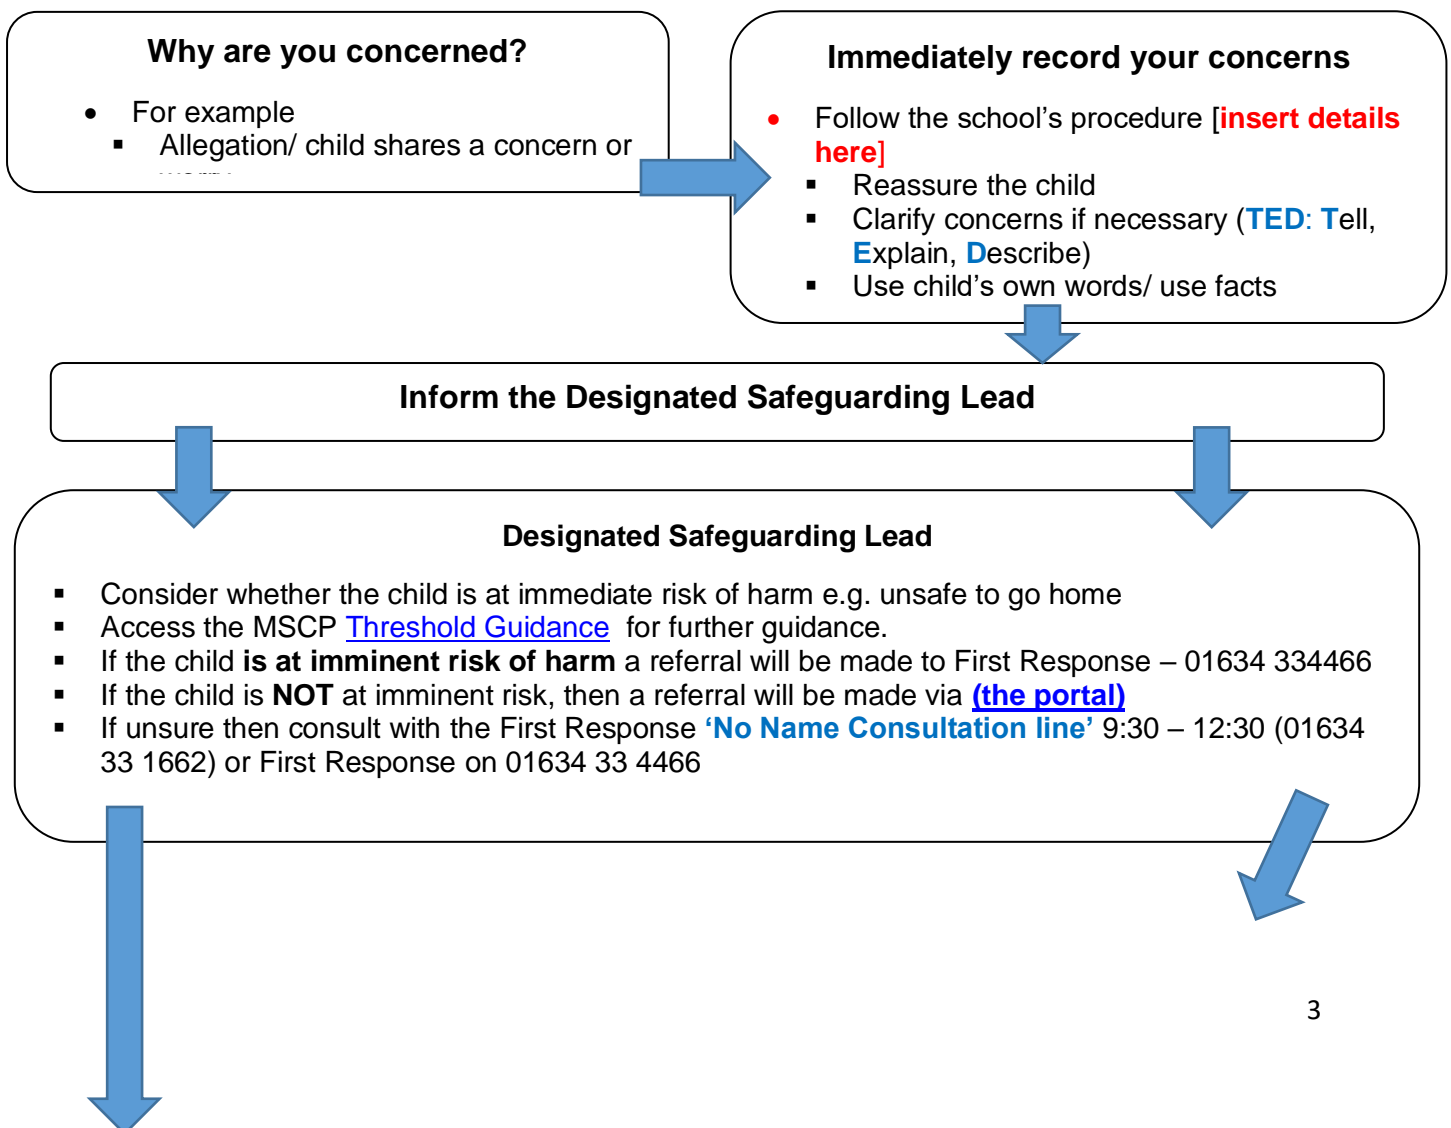 Why are you concerned?
• For example
▪ Allegation/ child shares a concern or
Immediately record your concerns
• Follow the school’s procedure [insert details
here]
▪ Reassure the child
▪ Clarify concerns if necessary (TED: Tell,
Explain, Describe)
▪ Use child’s own words/ use facts
Inform the Designated Safeguarding Lead
Designated Safeguarding Lead
▪ Consider whether the child is at immediate risk of harm e.g. unsafe to go home
▪ Access the MSCP Threshold Guidance for further guidance.
▪ If the child is at imminent risk of harm a referral will be made to First Response – 01634 334466
▪ If the child is NOT at imminent risk, then a referral will be made via (the portal)
▪ If unsure then consult with the First Response ‘No Name Consultation line’ 9:30 – 12:30 (01634
33 1662) or First Response on 01634 33 4466
3